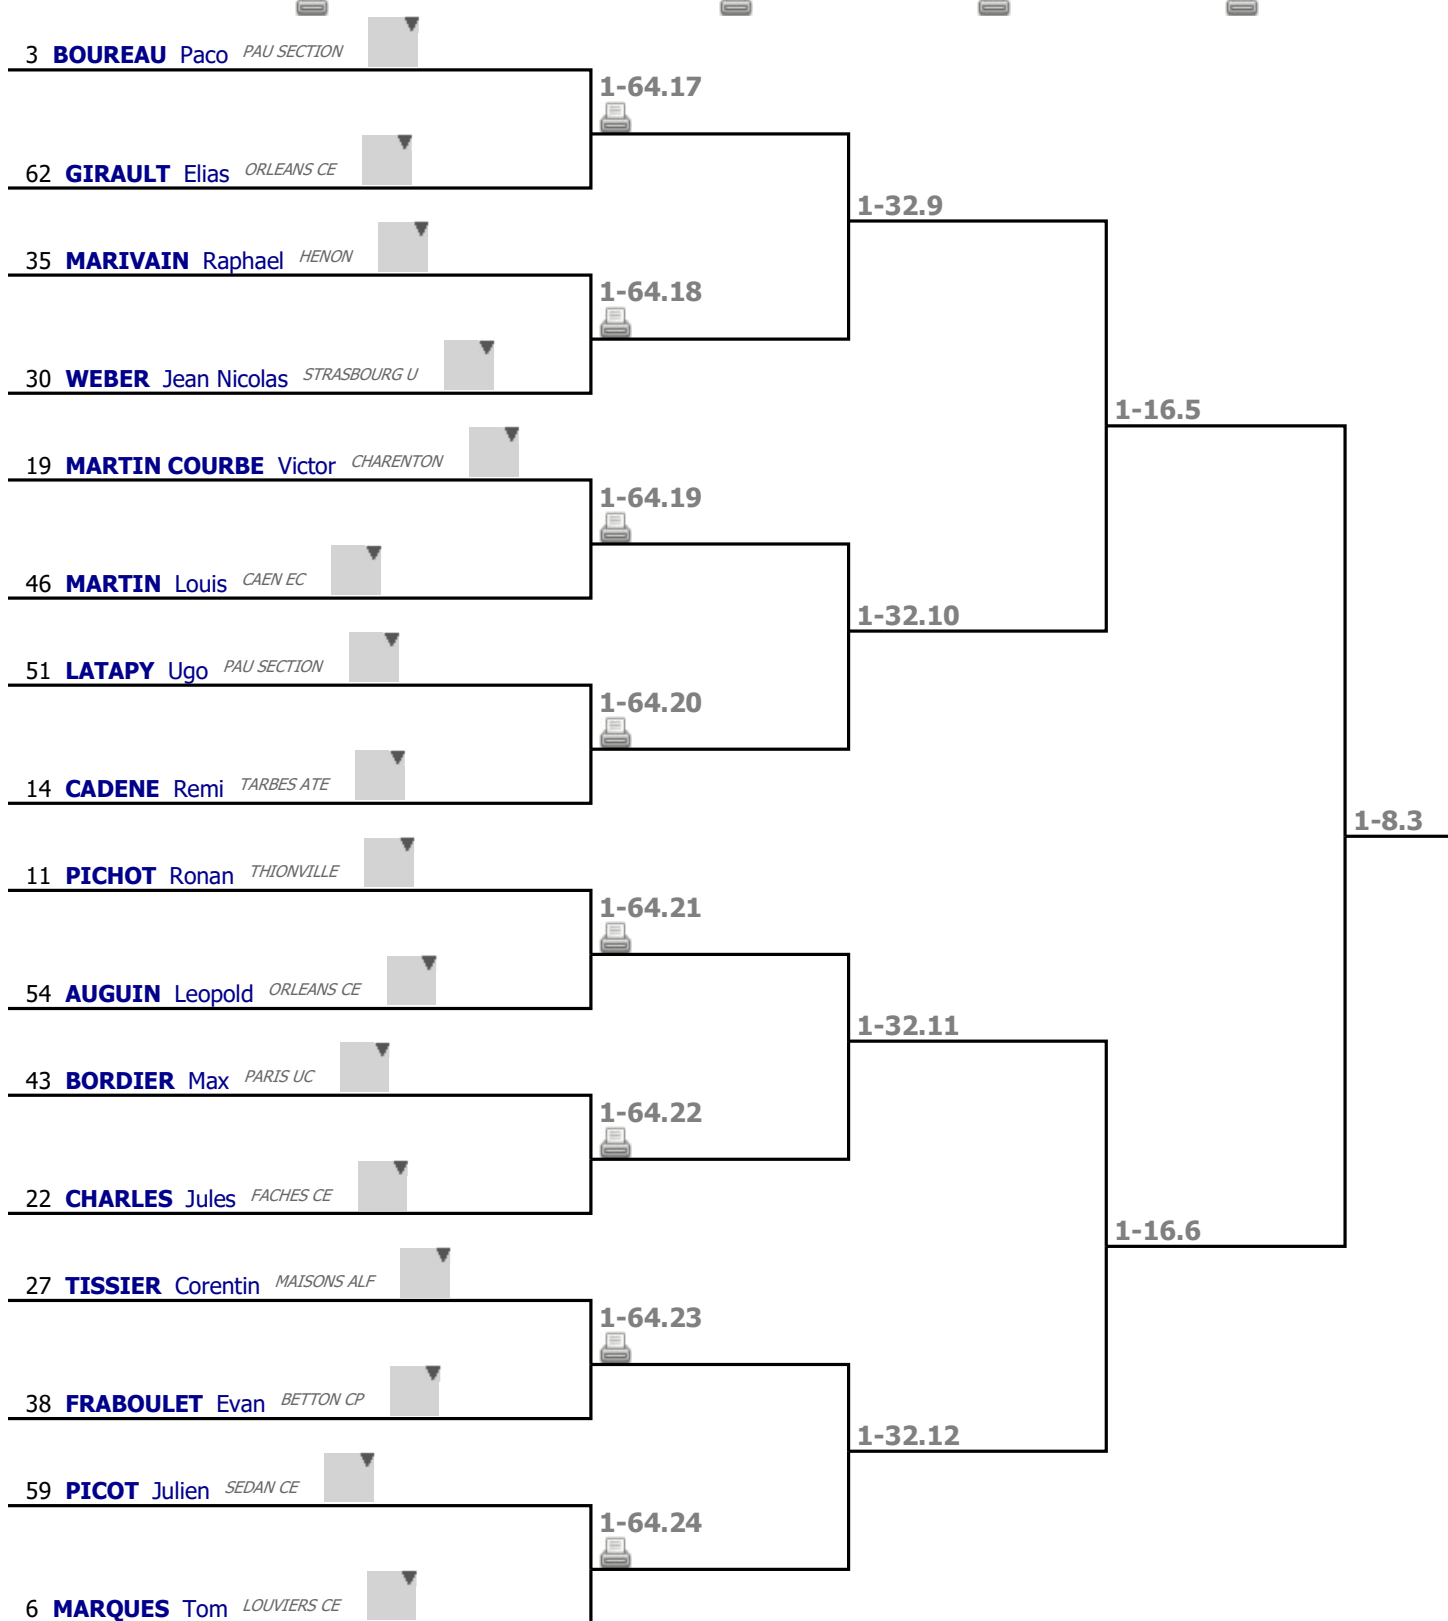 3 BOUREAU Paco PAU SECTION
1-64.17
62 GIRAULT Elias ORLEANS CE
1-32.9
35 MARIVAIN Raphael HENON
1-64.18
30 WEBER Jean Nicolas STRASBOURG U
1-16.5
19 MARTIN COURBE Victor CHARENTON
1-64.19
46 MARTIN Louis CAEN EC
1-32.10
51 LATAPY Ugo PAU SECTION
1-64.20
14 CADENE Remi TARBES ATE
1-8.3
11 PICHOT Ronan THIONVILLE
1-64.21
54 AUGUIN Leopold ORLEANS CE
1-32.11
43 BORDIER Max PARIS UC
1-64.22
22 CHARLES Jules FACHES CE
1-16.6
27 TISSIER Corentin MAISONS ALF
1-64.23
38 FRABOULET Evan BETTON CP
1-32.12
59 PICOT Julien SEDAN CE
1-64.24
6 MARQUES Tom LOUVIERS CE